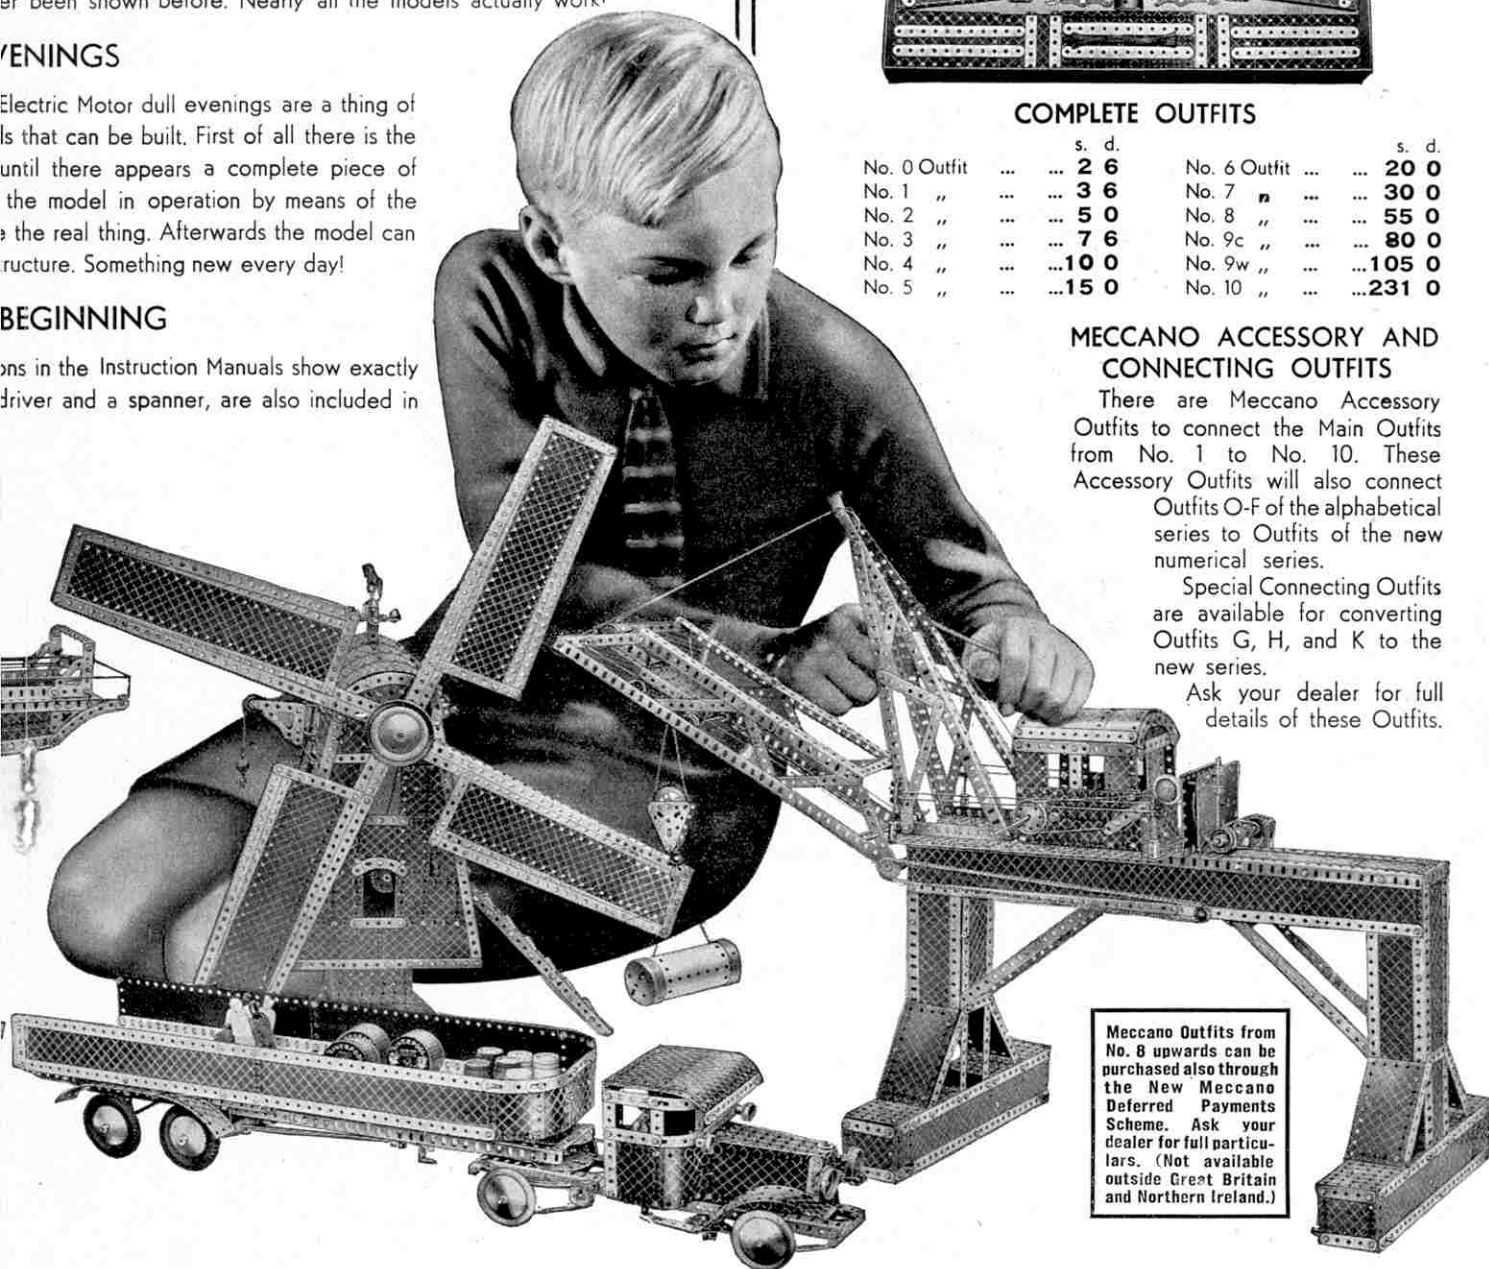 been shown before. Nearly all the models actually work!
ENINGS
Electric Motor dull evenings are a thing of
that can be built. First of all there is the
until there appears a complete piece of
the model in operation by means of the
the real thing. Afterwards the model can
ructure. Something new every day!
BEGINNING
ons in the Instruction Manuals show exactly
driver and a spanner, are also included in
COMPLETE OUTFITS
s. d.
No. 0 Outfit ... ... 2 6
No. 1 „ ... ... 3 6
No. 2 „ ... ... 5 0
No. 3 „ ... ... 7 6
No. 4 „ ... ...10 0
No. 5 „ ... ...15 0
s. d.
No. 6 Outfit ... ... 20 0
No. 7 „ ... ... 30 0
No. 8 „ ... ... 55 0
No. 9c „ ... ... 80 0
No. 9w „ ... ...105 0
No. 10 „ ... ...231 0
MECCANO ACCESSORY AND
CONNECTING OUTFITS
There are Meccano Accessory
Outfits to connect the Main Outfits
from No. 1 to No. 10. These
Accessory Outfits will also connect
Outfits O-F of the alphabetical
series to Outfits of the new
numerical series.
Special Connecting Outfits
are available for converting
Outfits G, H, and K to the
new series.
Ask your dealer for full
details of these Outfits.
Meccano Outfits from
No. 8 upwards can be
purchased also through
the New Meccano
Deferred Payments
Scheme. Ask your
dealer for full particu-
lars. (Not available
outside Great Britain
and Northern Ireland.)